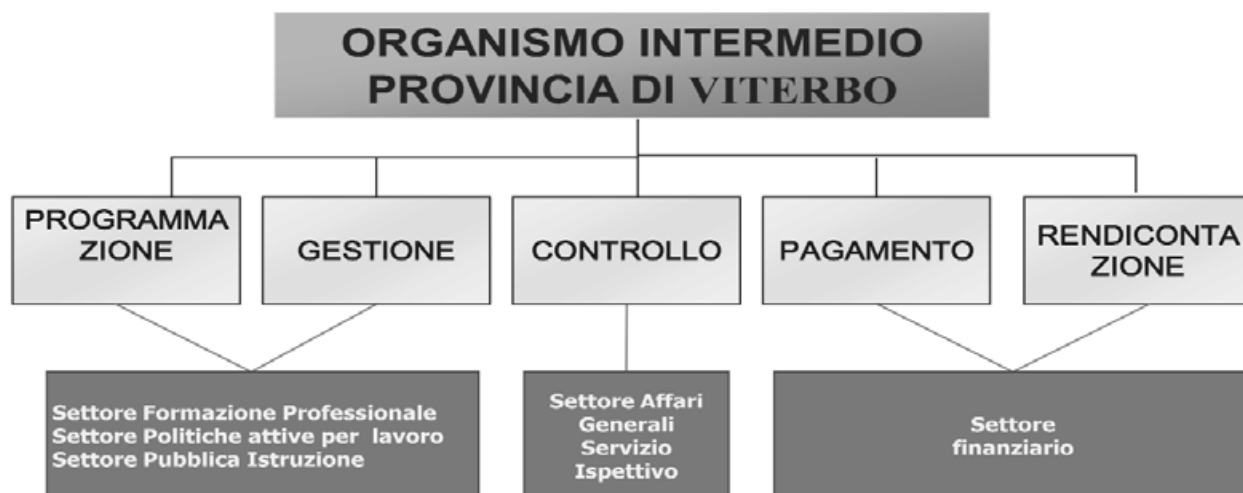 ORGANISMO INTERMEDIO
PROVINCIA DI VITERBO
PROGRAMMA
ZIONE
GESTIONE
CONTROLLO
PAGAMENTO
RENDICONTA
ZIONE
Settore Formazione Professionale
Settore Politiche attive per lavoro
Settore Pubblica Istruzione
Settore Affari
Generali
Servizio
Ispettivo
Settore
finanziario